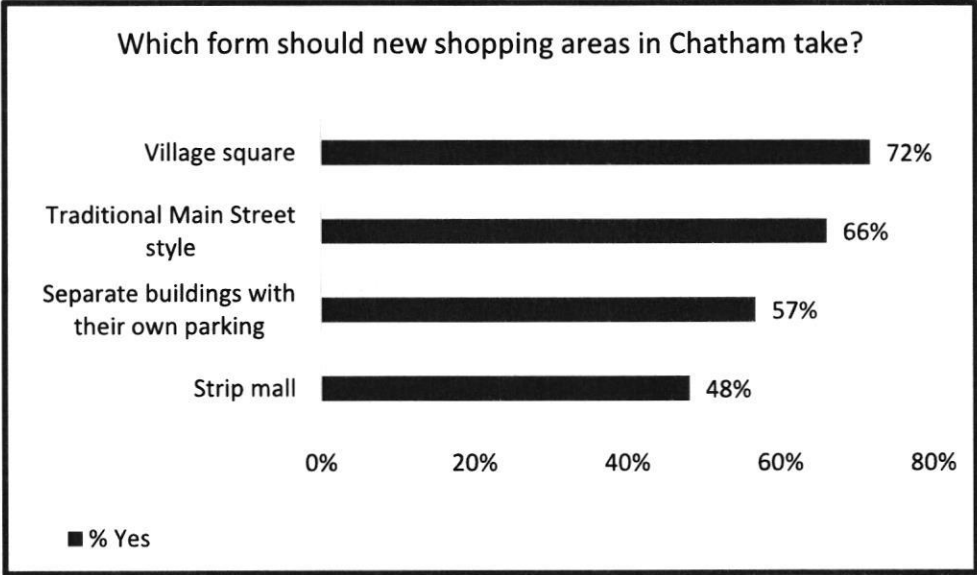 Which form should new shopping areas in Chatham take?
Village square
72%
Traditional Main Street
style
66%
Separate buildings with
their own parking
57%
Strip mall
48%
0% 20% 40% 60% 80%
% Yes